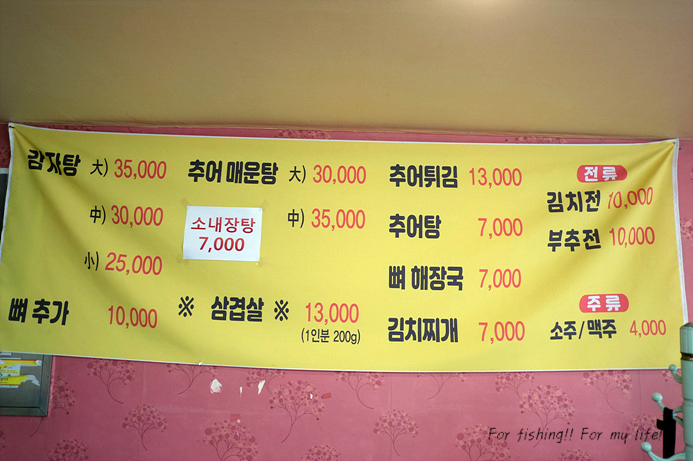 감자탕 大) 35,000
中) 30,000
小) 25,000
뼈 추가 10,000
추어 매운탕 大) 30,000
中) 35,000
소내장탕
7,000
※ 삼겹살 ※ 13,000
(1인분 200g)
추어튀김 13,000
추어탕 7,000
뼈 해장국 7,000
김치찌개 7,000
전류
김치전 10,000
부추전 10,000
주류
소주/맥주 4,000
For fishing!! For my life!